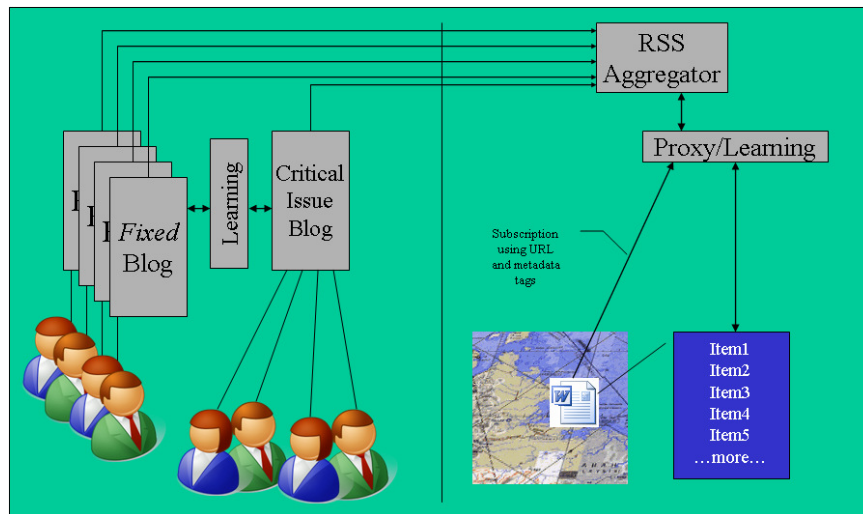 RSS
Aggregator
Proxy/Learning
Fixed
Blog
Learning
Critical
Issue
Blog
Subscription
using URL
and metadata
tags
W
Item1
Item2
Item3
Item4
Item5
…more…